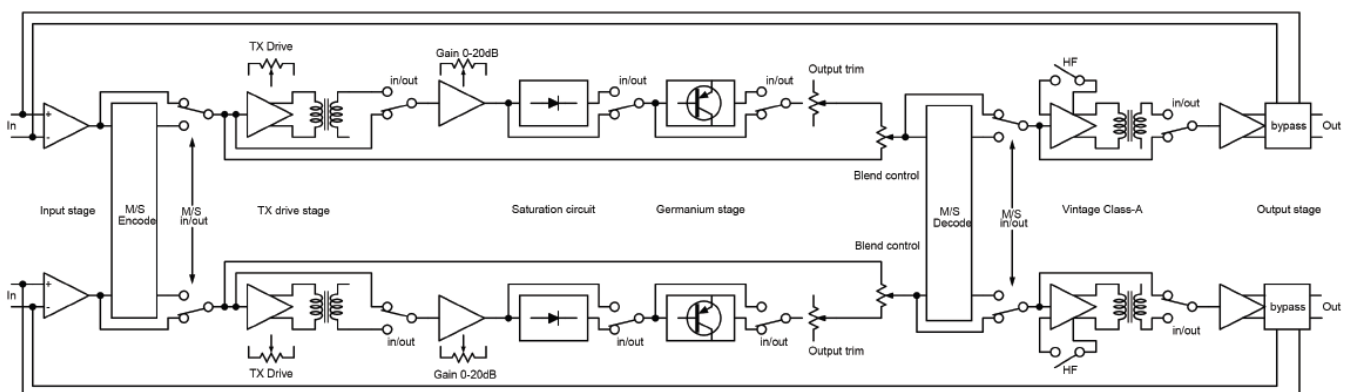 TX Drive
Gain 0-20dB
in/out
in/out
in/out
Output trim
HF
in/out
In
+
-
bypass
Out
Blend control
Input stage
M/S
Encode
M/S
in/out
TX drive stage
Saturation circuit
Germanium stage
M/S
Decode
M/S
in/out
Vintage Class-A
Output stage
Blend control
In
+
-
bypass
Out
in/out
in/out
in/out
in/out
Output trim
TX Drive
Gain 0-20dB
HF